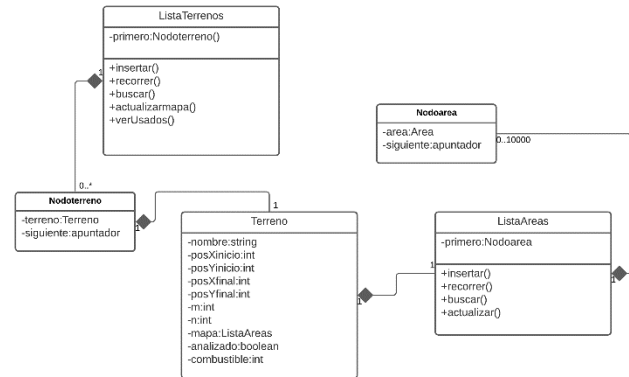 ListaTerrenos
-primero:Nodoterreno()
+insertar()
+recorrer()
+buscar()
+actualizarmapa()
+verUsados()
1
0..*
Nodoterreno
-terreno:Terreno
-siguiente:apuntador
1
1
Terreno
-nombre:string
-posXinicio:int
-posYinicio:int
-posXfinal:int
-posYfinal:int
-m:int
-n:int
-mapa:ListaAreas
-analizado:boolean
-combustible:int
1
1
Nodoarea
-area:Area
-siguiente:apuntador
0..10000
ListaAreas
-primero:Nodoarea
+insertar()
+recorrer()
+buscar()
+actualizar()
1